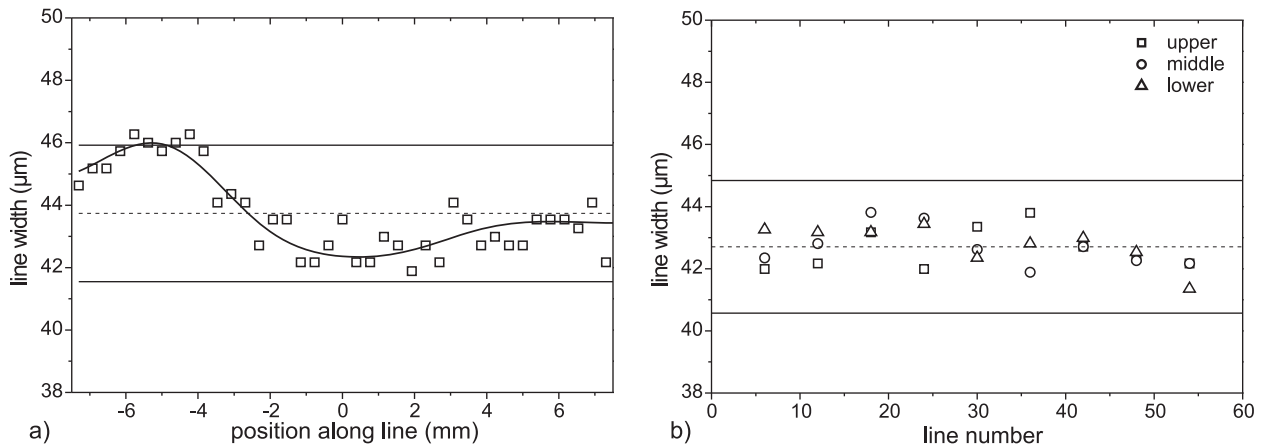 50
48
46
44
42
40
38
line width (μm)
-6 -4 -2 0 2 4 6
position along line (mm)
a)
50
48
46
44
42
40
38
line width (μm)
0 10 20 30 40 50 60
line number
b)
upper
middle
lower